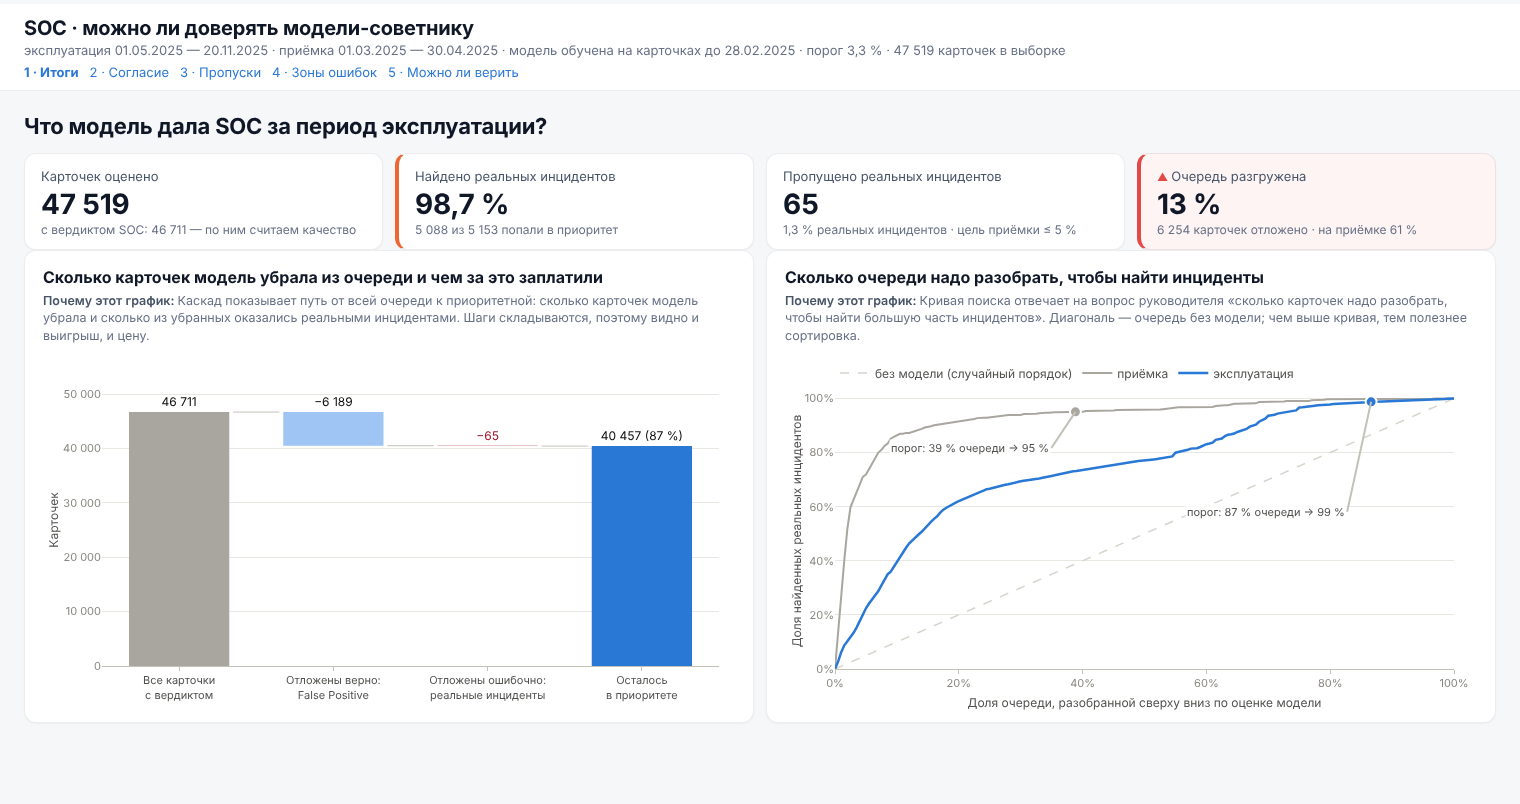 SOC · можно ли доверять модели-советнику
эксплуатация 01.05.2025 — 20.11.2025 · приёмка 01.03.2025 — 30.04.2025 · модель обучена на карточках до 28.02.2025 · порог 3,3 % · 47 519 карточек в выборке
1 · Итоги 2 · Согласие 3 · Пропуски 4 · Зоны ошибок 5 · Можно ли верить
Что модель дала SOC за период эксплуатации?
Карточек оценено
47 519
с вердиктом SOC: 46 711 — по ним считаем качество
Найдено реальных инцидентов
98,7 %
5 088 из 5 153 попали в приоритет
Пропущено реальных инцидентов
65
1,3 % реальных инцидентов · цель приёмки ≤ 5 %
▲ Очередь разгружена
13 %
6 254 карточек отложено · на приёмке 61 %
Сколько карточек модель убрала из очереди и чем за это заплатили
Почему этот график: Каскад показывает путь от всей очереди к приоритетной: сколько карточек модель
убрала и сколько из убранных оказались реальными инцидентами. Шаги складываются, поэтому видно и
выигрыш, и цену.
50 000
40 000
30 000
20 000
10 000
0
Карточек
46 711
−6 189
−65
40 457 (87 %)
Все карточки
с вердиктом
Отложены верно:
False Positive
Отложены ошибочно:
реальные инциденты
Осталось
в приоритете
Сколько очереди надо разобрать, чтобы найти инциденты
Почему этот график: Кривая поиска отвечает на вопрос руководителя «сколько карточек надо разобрать,
чтобы найти большую часть инцидентов». Диагональ — очередь без модели; чем выше кривая, тем полезнее
сортировка.
без модели (случайный порядок)
приёмка
эксплуатация
100%
80%
60%
40%
20%
0%
Доля найденных реальных инцидентов
порог: 39 % очереди → 95 %
порог: 87 % очереди → 99 %
0%
20%
40%
60%
80%
100%
Доля очереди, разобранной сверху вниз по оценке модели